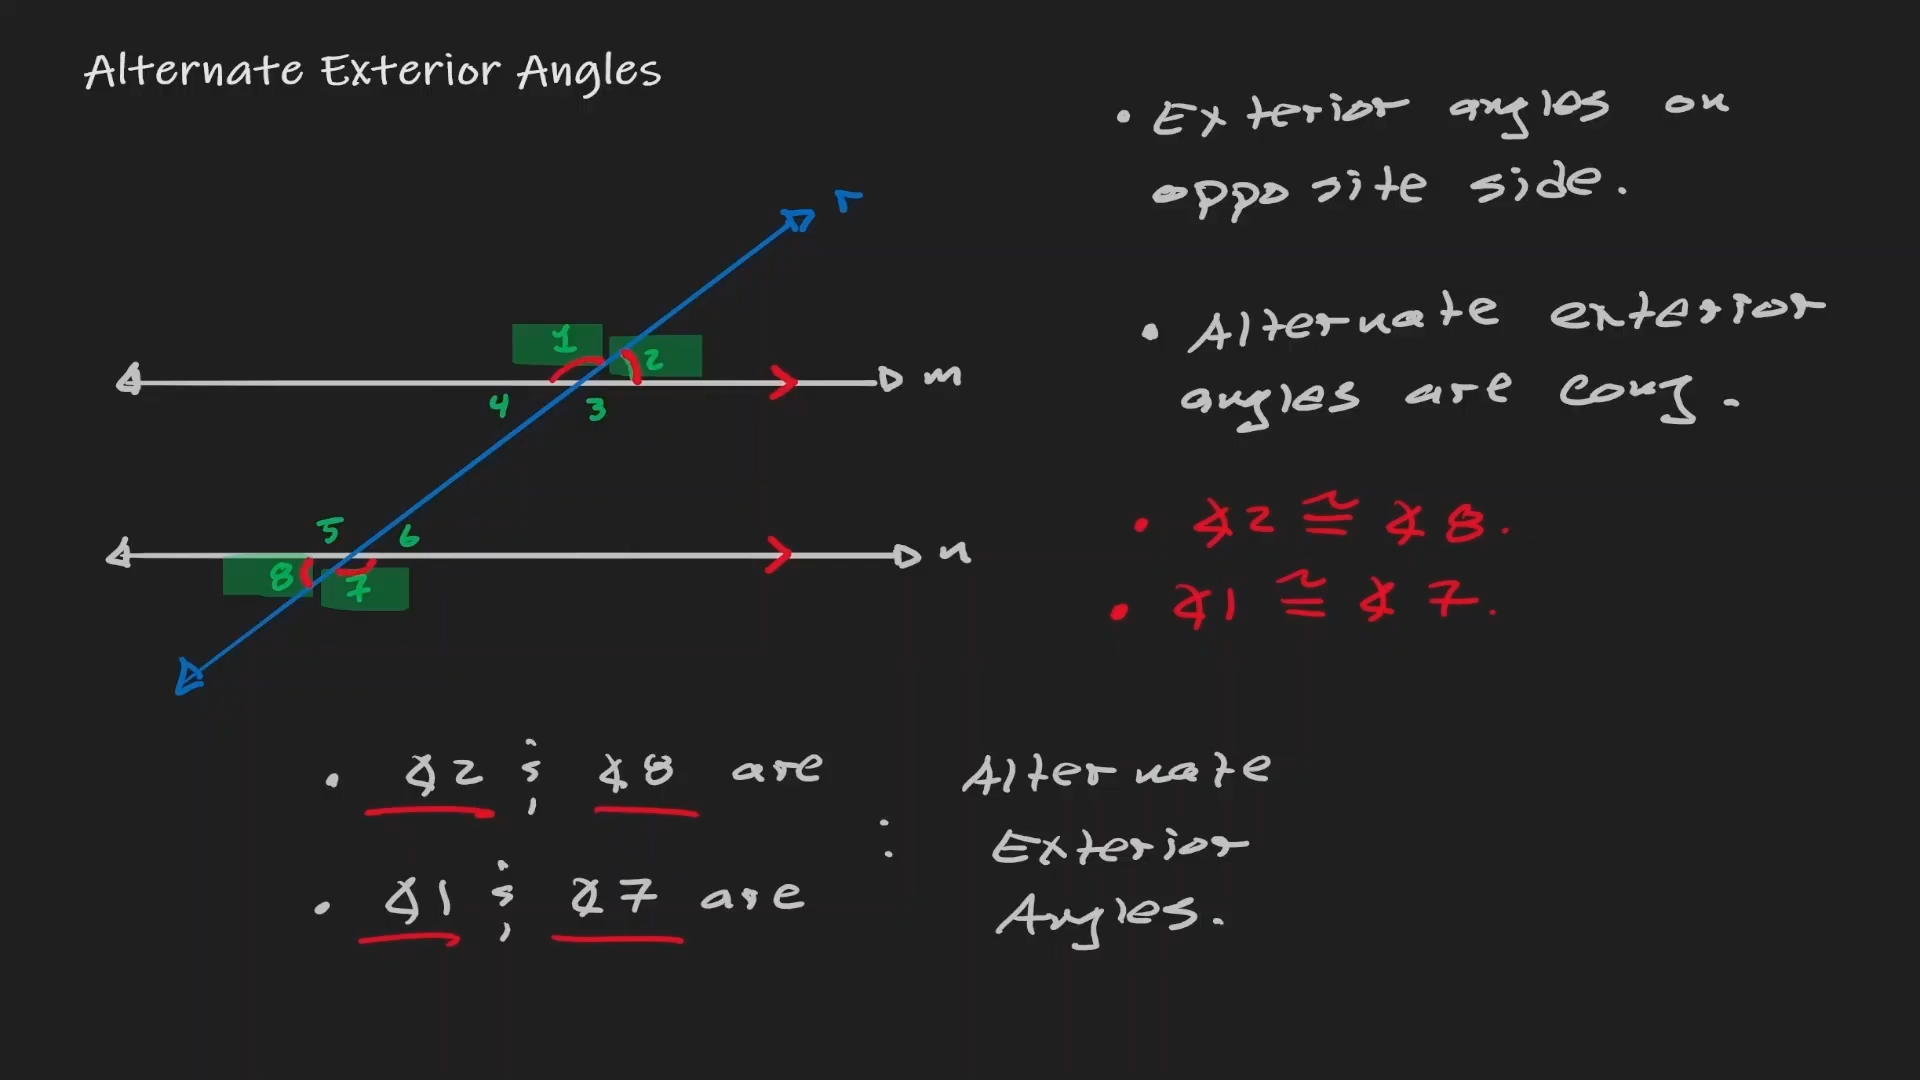 Alternate Exterior Angles
• Exterior angles on
opposite side.
r
1 2
m
4 3
• Alternate exterior
angles are cong.
5 6
n
8 7
• ∡2 ≅ ∡8.
• ∡1 ≅ ∡7.
• ∡2 ; ∡8 are
• ∡1 ; ∡7 are
: Alternate
Exterior
Angles.